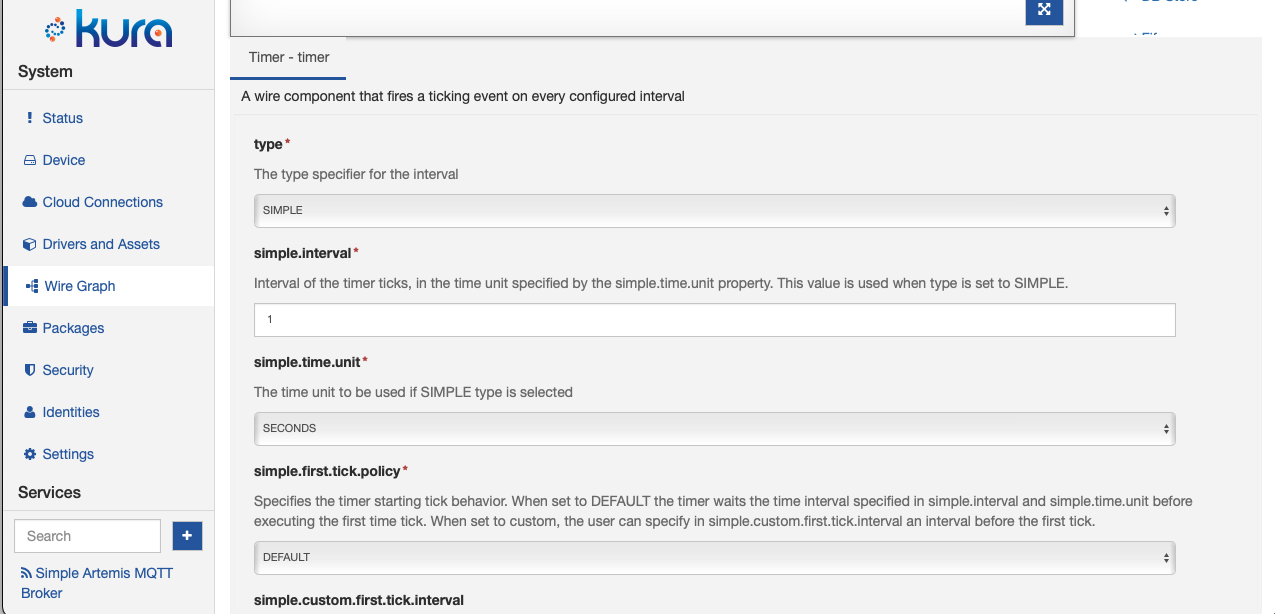 kura
System
Status
Device
Cloud Connections
Drivers and Assets
Wire Graph
Packages
Security
Identities
Settings
Services
Search
Simple Artemis MQTT
Broker
Timer - timer
A wire component that fires a ticking event on every configured interval
type*
The type specifier for the interval
SIMPLE
simple.interval*
Interval of the timer ticks, in the time unit specified by the simple.time.unit property. This value is used when type is set to SIMPLE.
1
simple.time.unit*
The time unit to be used if SIMPLE type is selected
SECONDS
simple.first.tick.policy*
Specifies the timer starting tick behavior. When set to DEFAULT the timer waits the time interval specified in simple.interval and simple.time.unit before
executing the first time tick. When set to custom, the user can specify in simple.custom.first.tick.interval an interval before the first tick.
DEFAULT
simple.custom.first.tick.interval